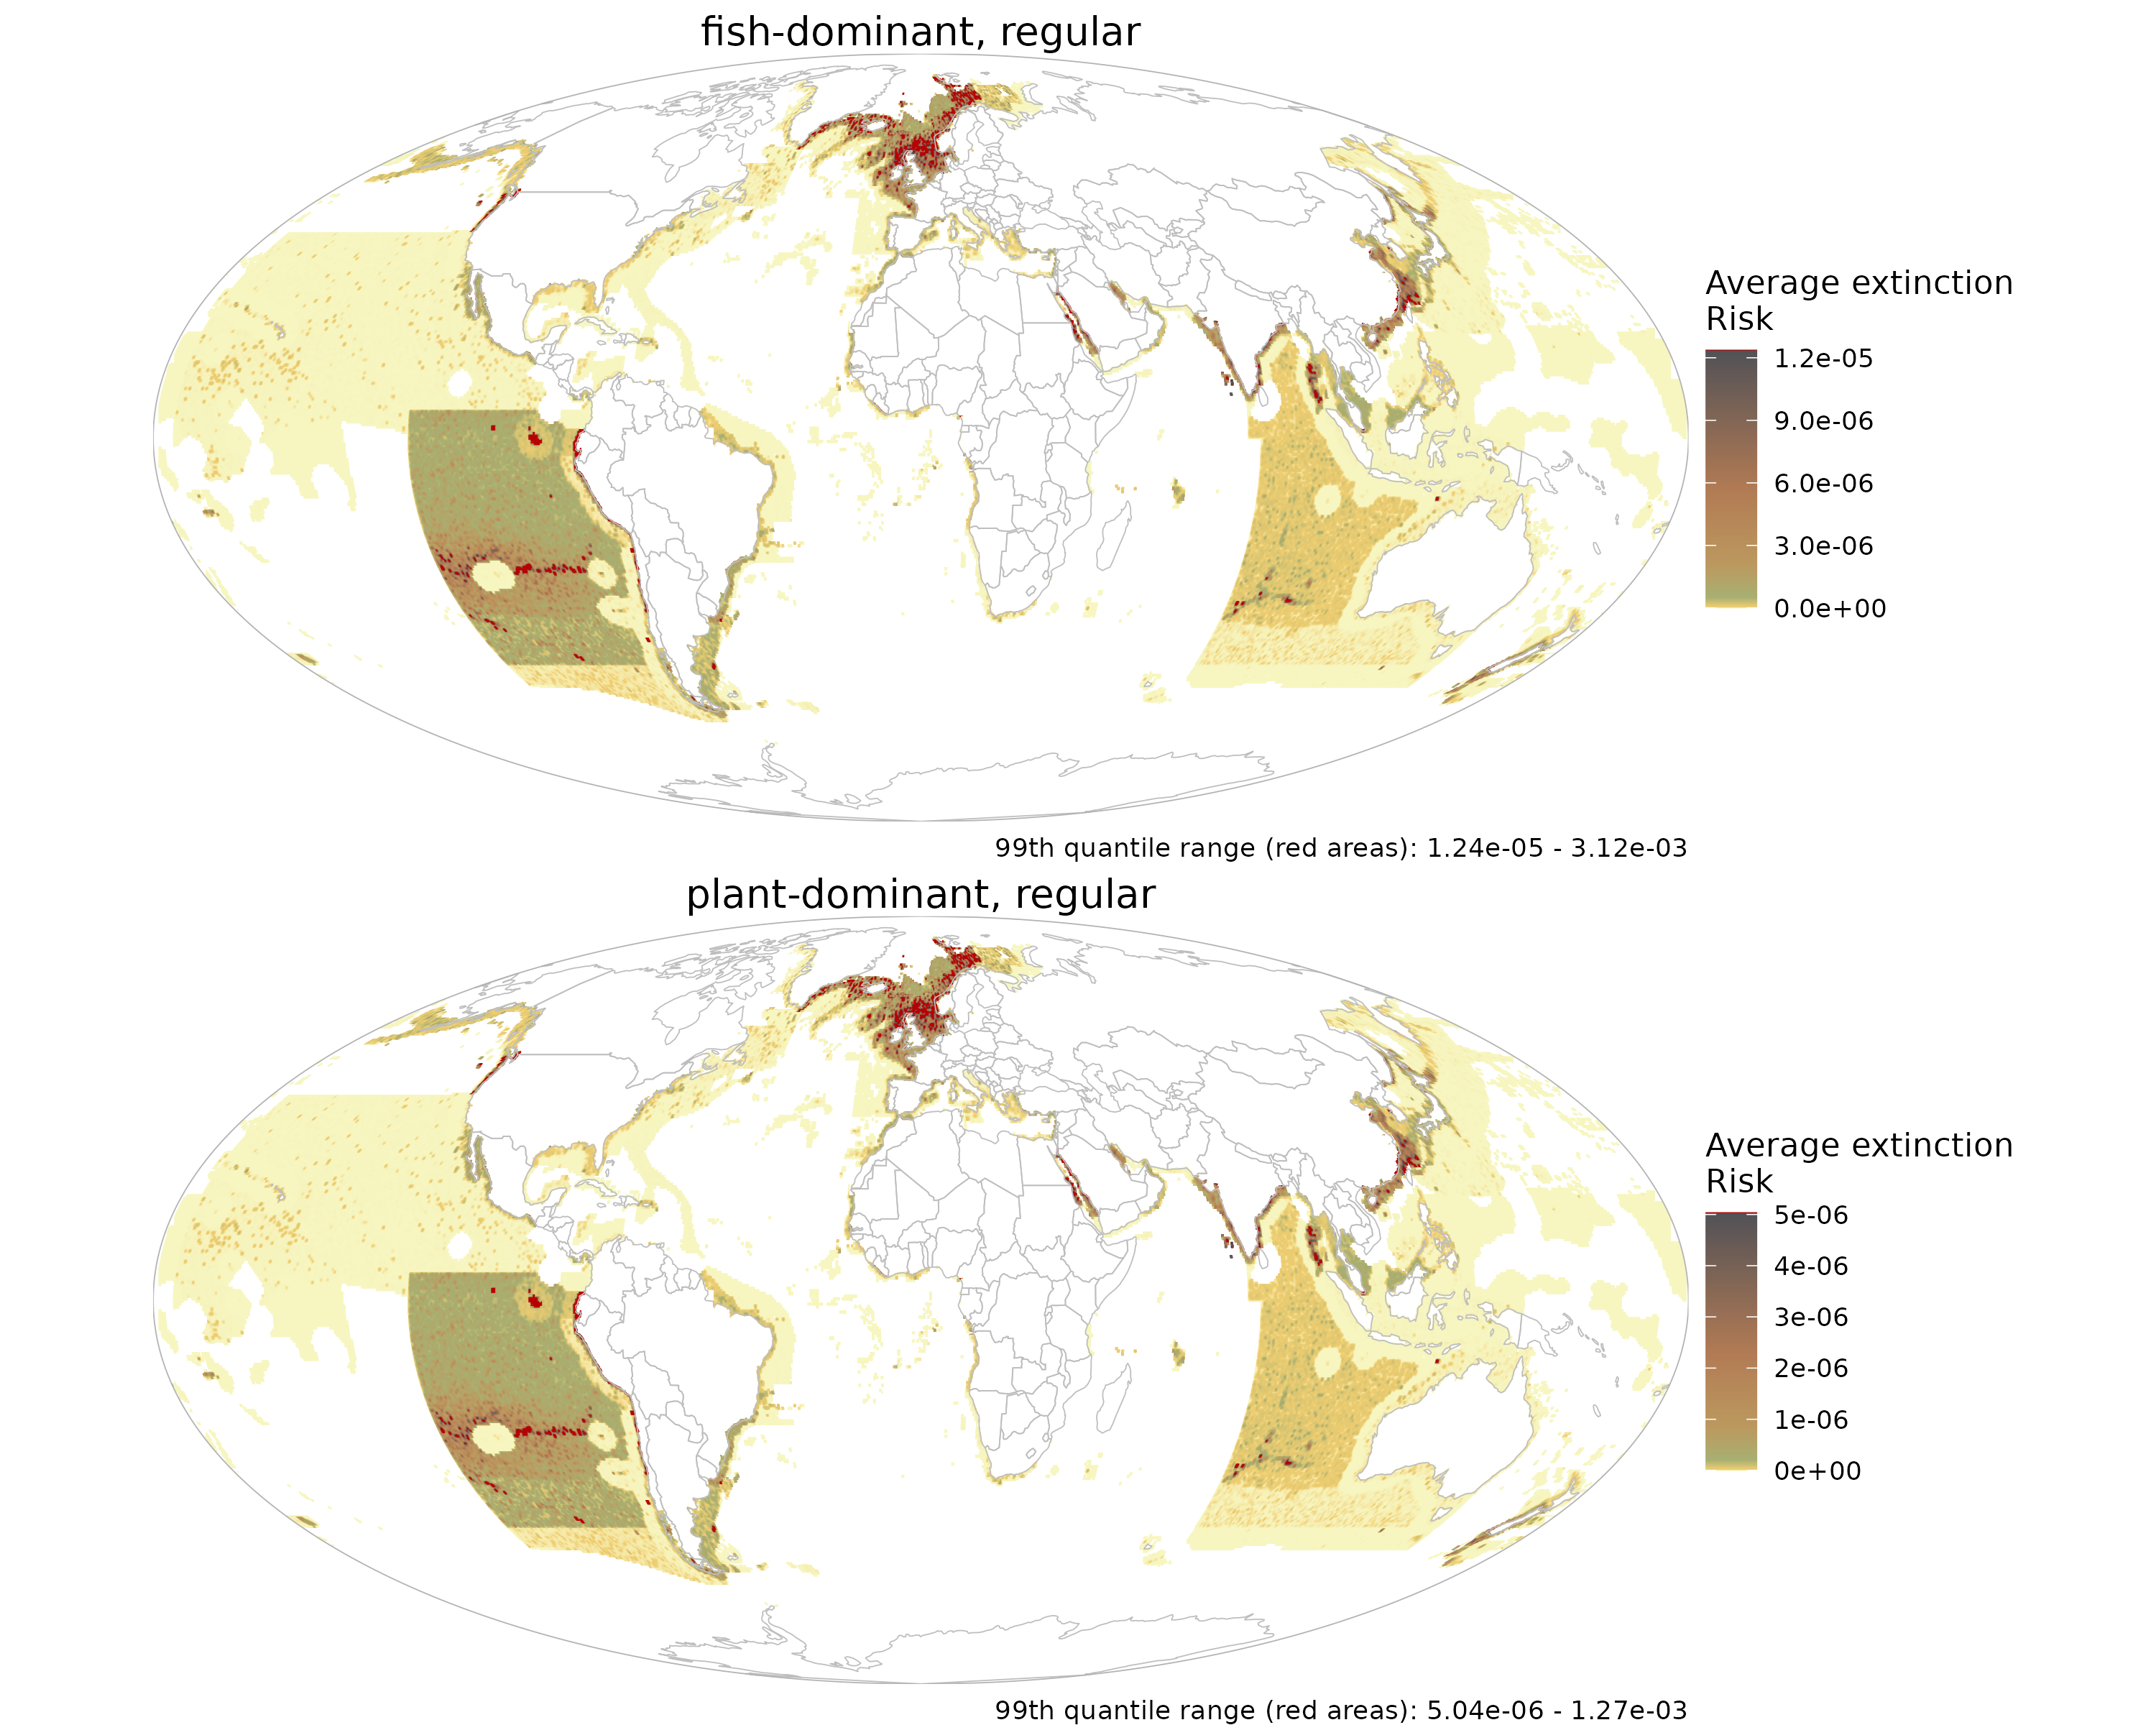 fish-dominant, regular
Average extinction
Risk
1.2e-05
9.0e-06
6.0e-06
3.0e-06
0.0e+00
99th quantile range (red areas): 1.24e-05 - 3.12e-03
plant-dominant, regular
Average extinction
Risk
5e-06
4e-06
3e-06
2e-06
1e-06
0e+00
99th quantile range (red areas): 5.04e-06 - 1.27e-03